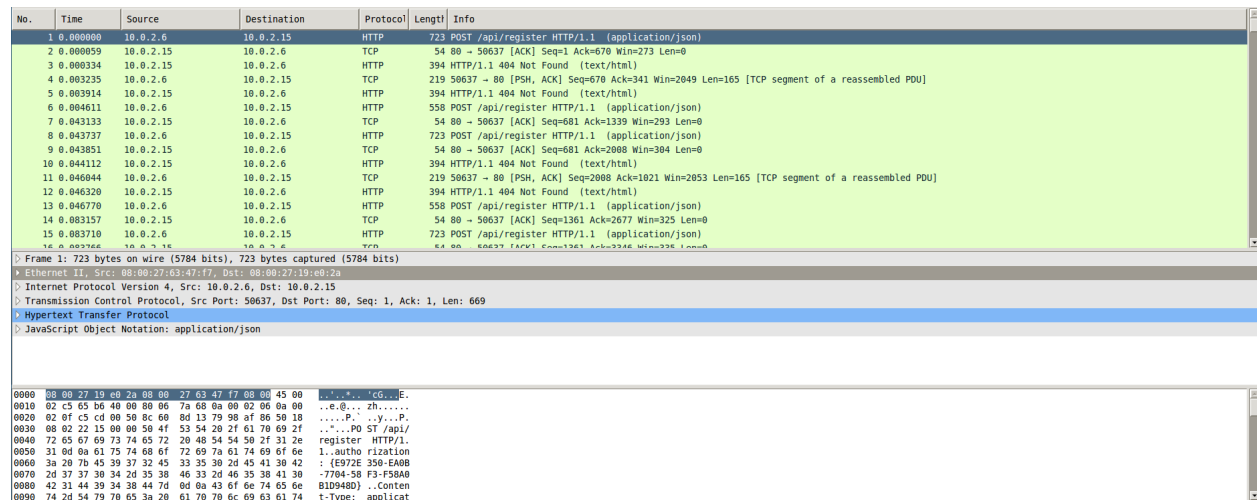 No. Time Source Destination Protocol Length Info
1 0.000000 10.0.2.6 10.0.2.15 HTTP 723 POST /api/register HTTP/1.1 (application/json)
2 0.000059 10.0.2.15 10.0.2.6 TCP 54 80 → 50637 [ACK] Seq=1 Ack=670 Win=273 Len=0
3 0.000334 10.0.2.15 10.0.2.6 HTTP 394 HTTP/1.1 404 Not Found (text/html)
4 0.003235 10.0.2.6 10.0.2.15 TCP 219 50637 → 80 [PSH, ACK] Seq=670 Ack=341 Win=2049 Len=165 [TCP segment of a reassembled PDU]
5 0.003914 10.0.2.15 10.0.2.6 HTTP 394 HTTP/1.1 404 Not Found (text/html)
6 0.004611 10.0.2.6 10.0.2.15 HTTP 558 POST /api/register HTTP/1.1 (application/json)
7 0.043133 10.0.2.15 10.0.2.6 TCP 54 80 → 50637 [ACK] Seq=681 Ack=1339 Win=293 Len=0
8 0.043737 10.0.2.6 10.0.2.15 HTTP 723 POST /api/register HTTP/1.1 (application/json)
9 0.043851 10.0.2.15 10.0.2.6 TCP 54 80 → 50637 [ACK] Seq=681 Ack=2008 Win=304 Len=0
10 0.044112 10.0.2.15 10.0.2.6 HTTP 394 HTTP/1.1 404 Not Found (text/html)
11 0.046044 10.0.2.6 10.0.2.15 TCP 219 50637 → 80 [PSH, ACK] Seq=2008 Ack=1021 Win=2053 Len=165 [TCP segment of a reassembled PDU]
12 0.046320 10.0.2.15 10.0.2.6 HTTP 394 HTTP/1.1 404 Not Found (text/html)
13 0.046770 10.0.2.6 10.0.2.15 HTTP 558 POST /api/register HTTP/1.1 (application/json)
14 0.083157 10.0.2.15 10.0.2.6 TCP 54 80 → 50637 [ACK] Seq=1361 Ack=2677 Win=325 Len=0
15 0.083710 10.0.2.6 10.0.2.15 HTTP 723 POST /api/register HTTP/1.1 (application/json)
16 0.083766 10.0.2.15 10.0.2.6 TCP 54 80 → 50637 [ACK] Seq=1361 Ack=3346 Win=335 Len=0
Frame 1: 723 bytes on wire (5784 bits), 723 bytes captured (5784 bits)
Ethernet II, Src: 08:00:27:63:47:f7, Dst: 08:00:27:19:e0:2a
Internet Protocol Version 4, Src: 10.0.2.6, Dst: 10.0.2.15
Transmission Control Protocol, Src Port: 50637, Dst Port: 80, Seq: 1, Ack: 1, Len: 669
Hypertext Transfer Protocol
JavaScript Object Notation: application/json
0000 08 00 27 19 e0 2a 08 00 27 63 47 f7 08 00 45 00 ..'..*.. 'cG...E.
0010 02 c5 65 b6 40 00 80 06 7a 68 0a 00 02 06 0a 00 ..e.@... zh......
0020 02 0f c5 cd 00 50 8c 60 8d 13 79 98 af 86 50 18 .....P.` ..y...P.
0030 08 02 22 15 00 00 50 4f 53 54 20 2f 61 70 69 2f .."...PO ST /api/
0040 72 65 67 69 73 74 65 72 20 48 54 54 50 2f 31 2e register HTTP/1.
0050 31 0d 0a 61 75 74 68 6f 72 69 7a 61 74 69 6f 6e 1..autho rization
0060 3a 20 7b 45 39 37 32 45 33 35 30 2d 45 41 30 42 : {E972E 350-EA0B
0070 2d 37 37 30 34 2d 35 38 46 33 2d 46 35 38 41 30 -7704-58 F3-F58A0
0080 42 31 44 39 34 38 44 7d 0d 0a 43 6f 6e 74 65 6e B1D948D} ..Conten
0090 74 2d 54 79 70 65 3a 20 61 70 70 6c 69 63 61 74 t-Type: applicat